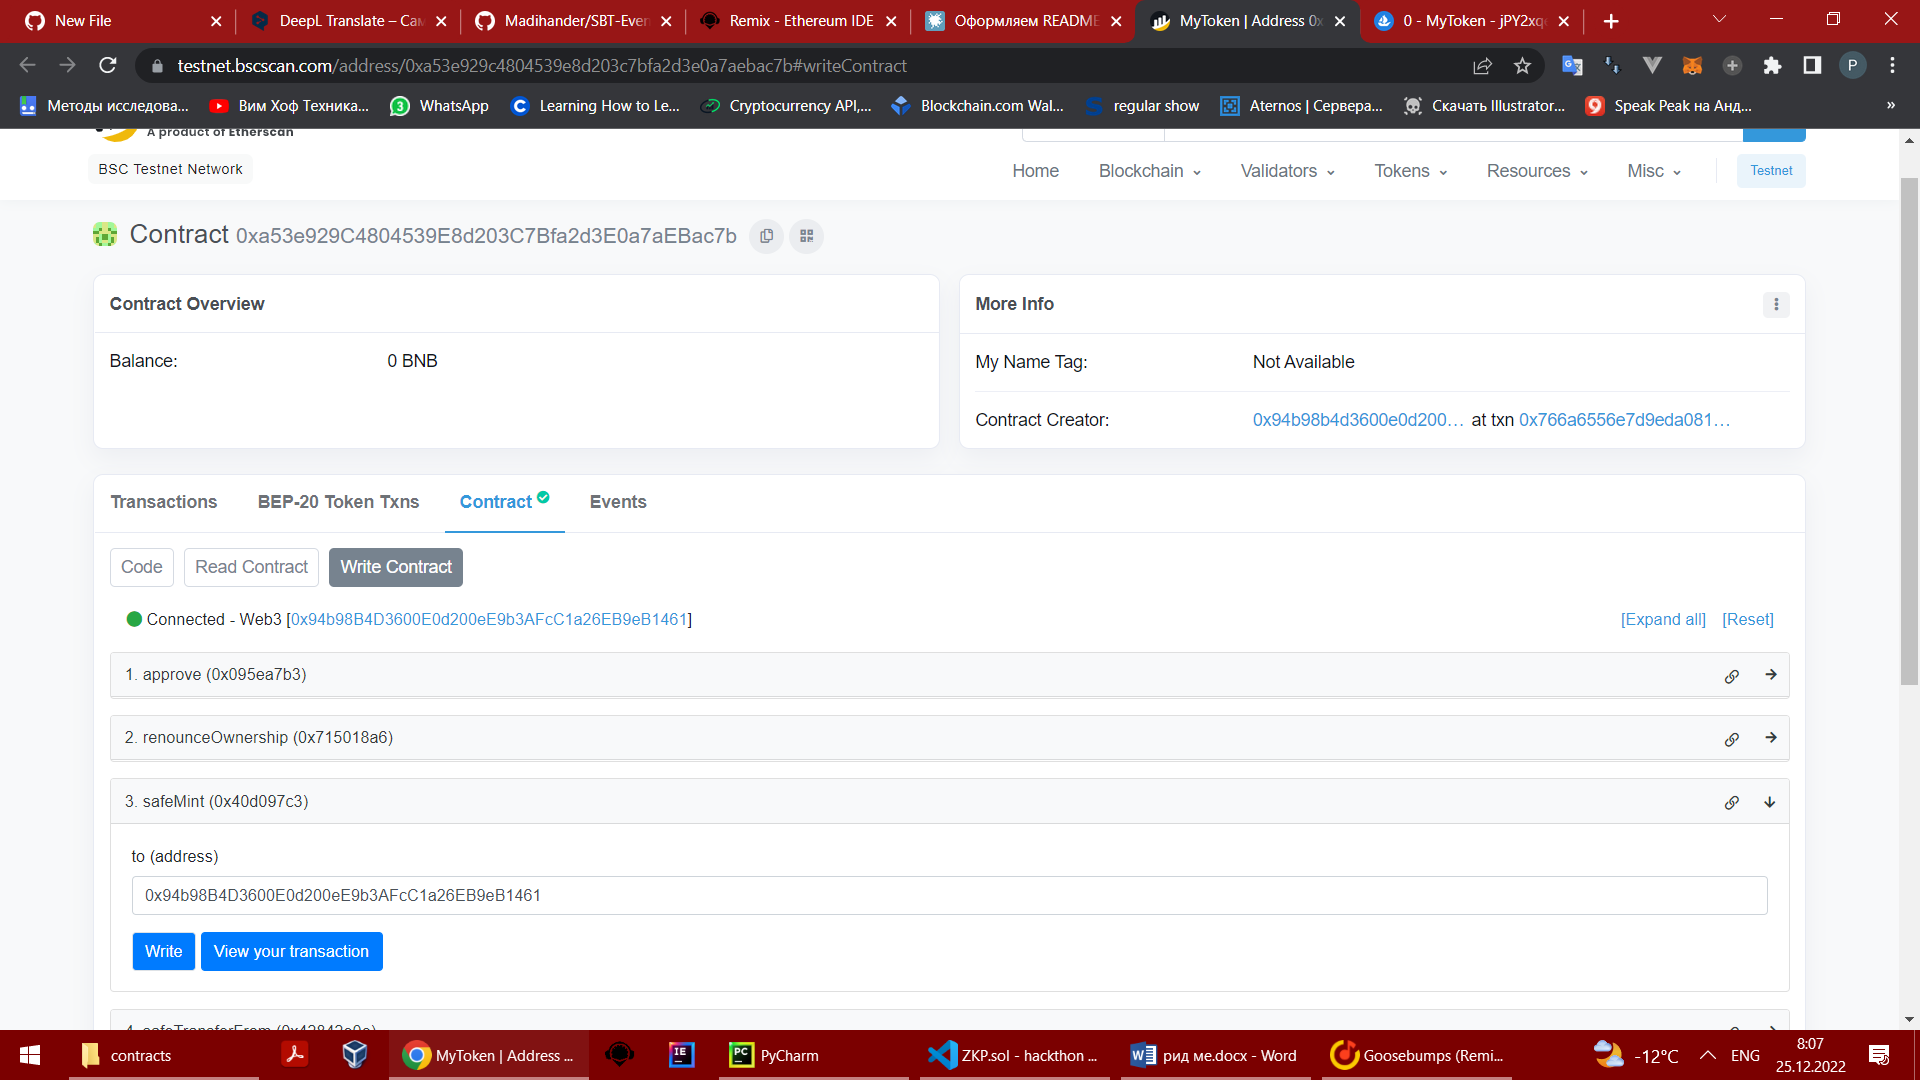 New File
DeepL Translate – Сам
Madihander/SBT-Even
Remix - Ethereum IDE
Оформляем README
MyToken | Address 0x
0 - MyToken - jPY2xq
testnet.bscscan.com/address/0xa53e929c4804539e8d203c7bfa2d3e0a7aebac7b#writeContract
P
Методы исследова...
Вим Хоф Техника...
WhatsApp
Learning How to Le...
Cryptocurrency API,...
Blockchain.com Wal...
regular show
Aternos | Сервера...
Скачать Illustrator...
Speak Peak на Анд...
»
A product of Etherscan
BSC Testnet Network
Home
Blockchain
Validators
Tokens
Resources
Misc
Testnet
Contract 0xa53e929C4804539E8d203C7Bfa2d3E0a7aEBac7b
Contract Overview
Balance:
0 BNB
More Info
My Name Tag:
Not Available
Contract Creator:
0x94b98b4d3600e0d200... at txn 0x766a6556e7d9eda081...
Transactions
BEP-20 Token Txns
Contract
Events
Code
Read Contract
Write Contract
Connected - Web3 [0x94b98B4D3600E0d200eE9b3AFcC1a26EB9eB1461]
[Expand all]
[Reset]
1. approve (0x095ea7b3)
2. renounceOwnership (0x715018a6)
3. safeMint (0x40d097c3)
to (address)
0x94b98B4D3600E0d200eE9b3AFcC1a26EB9eB1461
Write
View your transaction
4. safeTransferFrom (0x42842e0e)
contracts
MyToken | Address ...
PyCharm
ZKP.sol - hackthon ...
рид ме.docx - Word
Goosebumps (Remi...
-12°C
ENG
8:07
25.12.2022